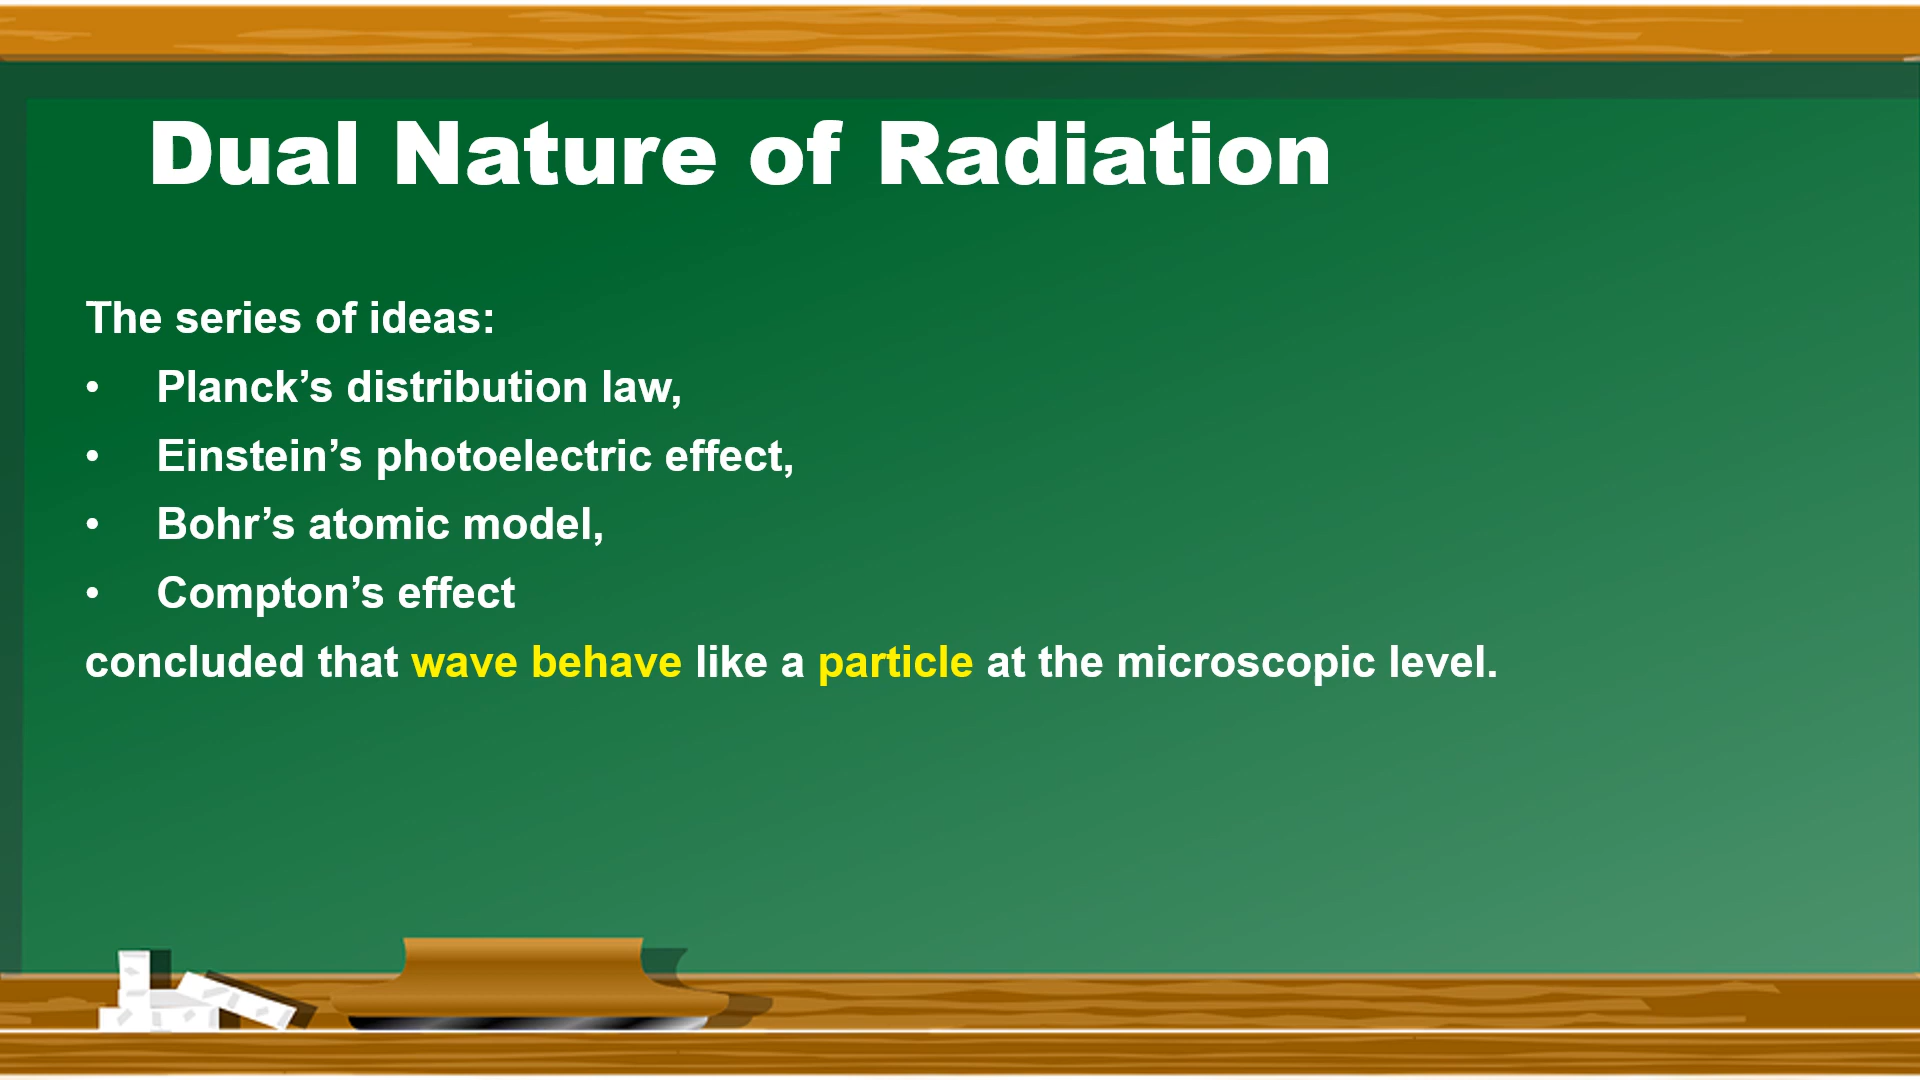 Dual Nature of Radiation
The series of ideas:
• Planck’s distribution law,
• Einstein’s photoelectric effect,
• Bohr’s atomic model,
• Compton’s effect
concluded that wave behave like a particle at the microscopic level.